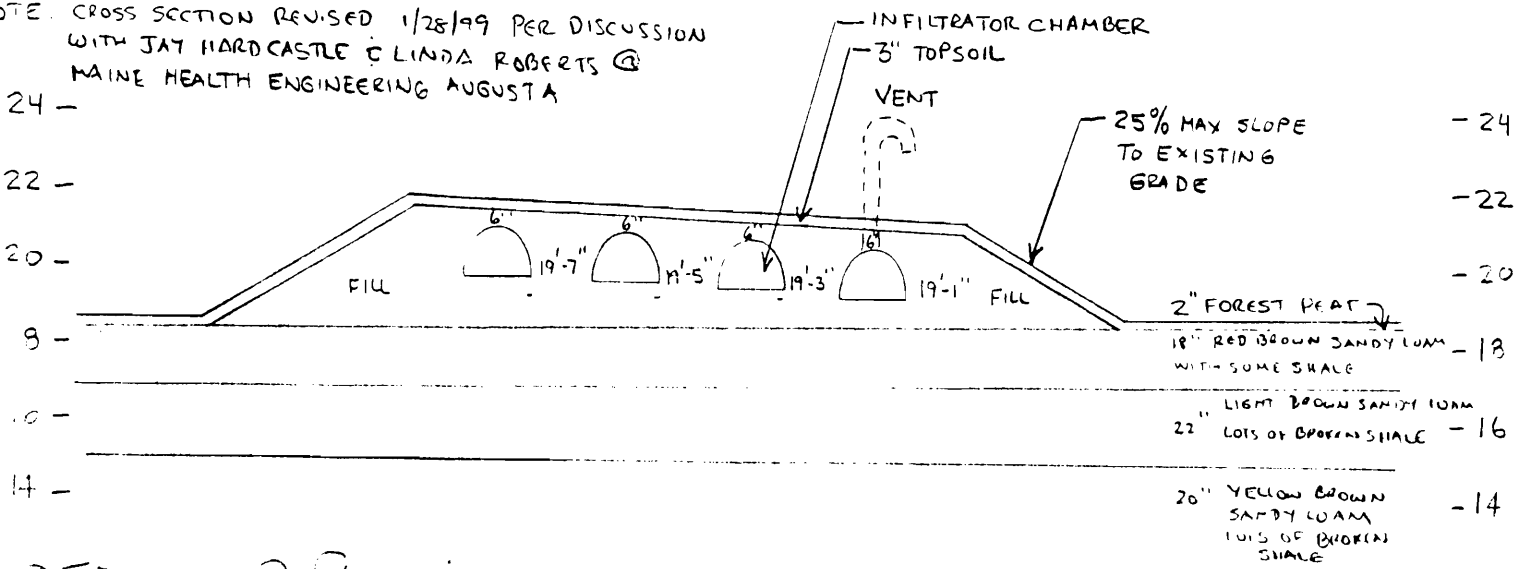 OTE. CROSS SECTION REVISED 1/28/99 PER DISCUSSION
WITH JAY HARDCASTLE & LINDA ROBERTS @
MAINE HEALTH ENGINEERING AUGUSTA
INFILTRATOR CHAMBER
3" TOPSOIL
VENT
25% MAX SLOPE
TO EXISTING
GRADE
24 - - 24
22 - - 22
20 - - 20
8 - - 18
- 16
14 - - 14
6" 6" 6" 16"
19'-7" 19'-3" 19'-1"
FILL FILL
2" FOREST PEAT
18" RED BROWN SANDY LOAM
WITH SOME SHALE
LIGHT BROWN SANDY LOAM
22" LOTS OF BROKEN SHALE
20" YELLOW BROWN
SANDY LOAM
LOTS OF BROKEN
SHALE